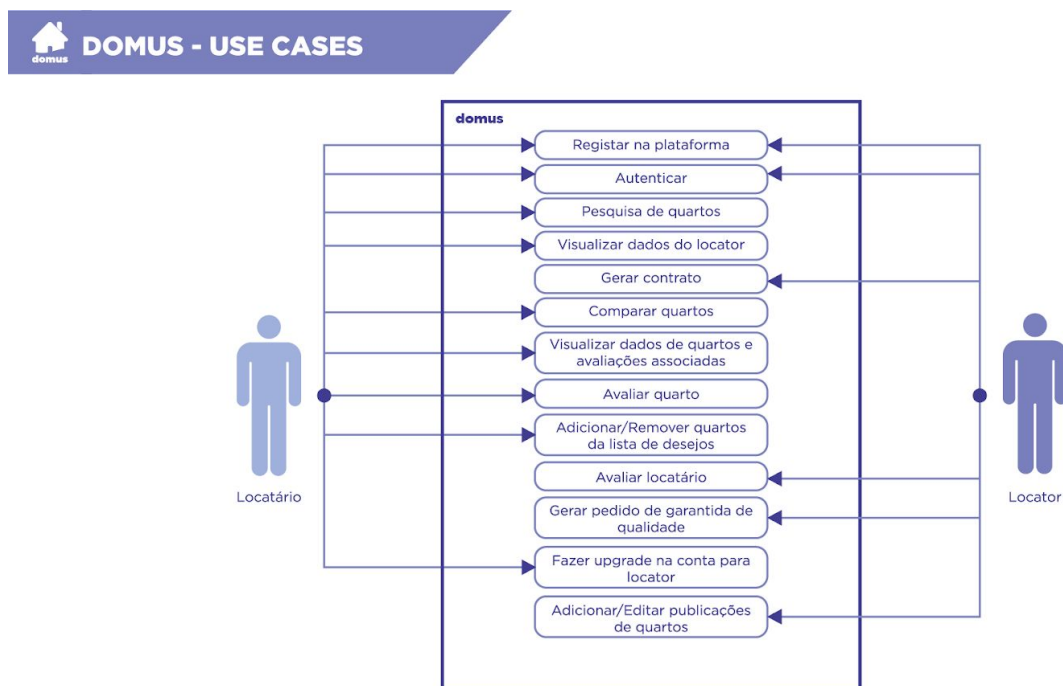 domus
DOMUS - USE CASES
domus
Registar na plataforma
Autenticar
Pesquisa de quartos
Visualizar dados do locator
Gerar contrato
Comparar quartos
Visualizar dados de quartos e
avaliações associadas
Avaliar quarto
Adicionar/Remover quartos
da lista de desejos
Avaliar locatário
Gerar pedido de garantida de
qualidade
Fazer upgrade na conta para
locator
Adicionar/Editar publicações
de quartos
Locatário
Locator